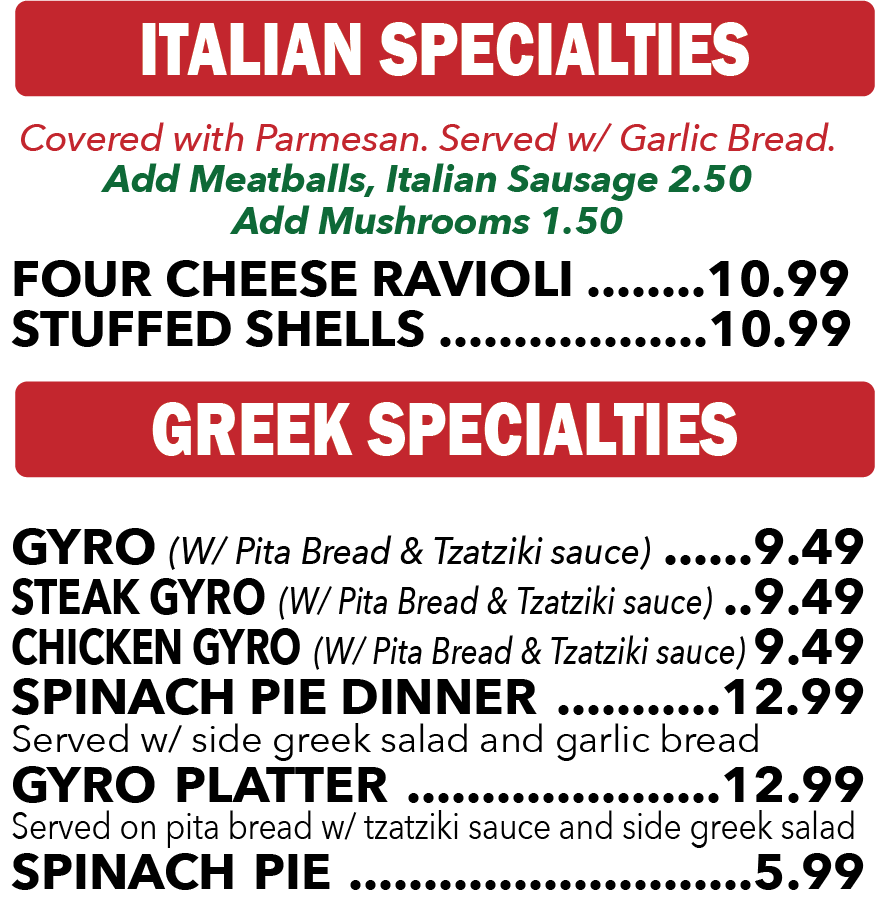 ITALIAN SPECIALTIES
Covered with Parmesan. Served w/ Garlic Bread.
Add Meatballs, Italian Sausage 2.50
Add Mushrooms 1.50
FOUR CHEESE RAVIOLI ........10.99
STUFFED SHELLS ..................10.99
GREEK SPECIALTIES
GYRO (W/ Pita Bread & Tzatziki sauce) ......9.49
STEAK GYRO (W/ Pita Bread & Tzatziki sauce) ..9.49
CHICKEN GYRO (W/ Pita Bread & Tzatziki sauce) 9.49
SPINACH PIE DINNER ...........12.99
Served w/ side greek salad and garlic bread
GYRO PLATTER .....................12.99
Served on pita bread w/ tzatziki sauce and side greek salad
SPINACH PIE ...........................5.99